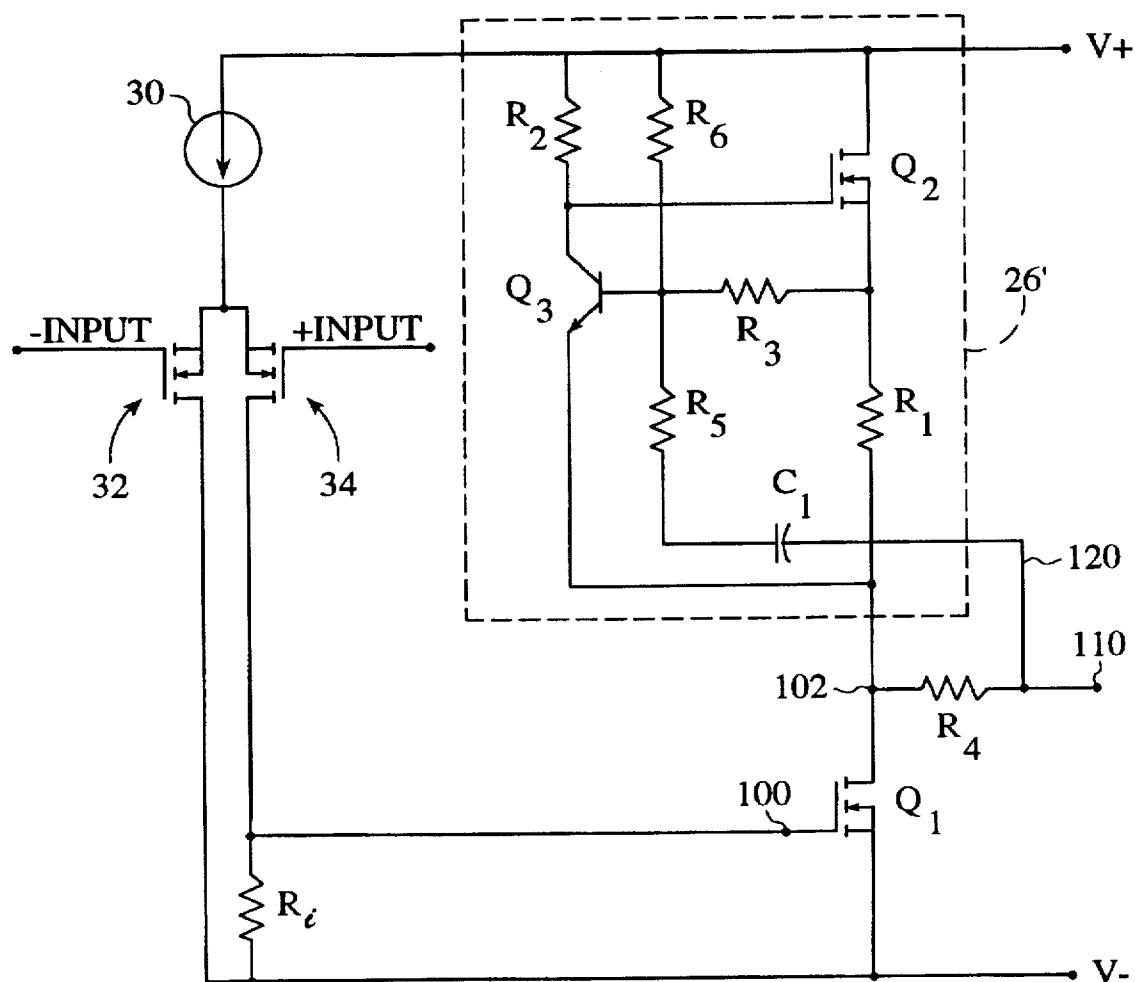 V+
30
R2
R6
Q2
26'
Q3
R3
-INPUT
+INPUT
R5
R1
32
34
C1
120
110
102
R4
100
Q1
Ri
V-